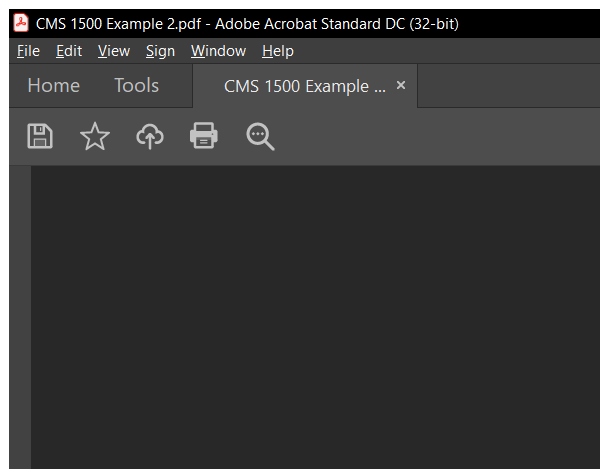 CMS 1500 Example 2.pdf - Adobe Acrobat Standard DC (32-bit)
File Edit View Sign Window Help
Home Tools CMS 1500 Example ... ×